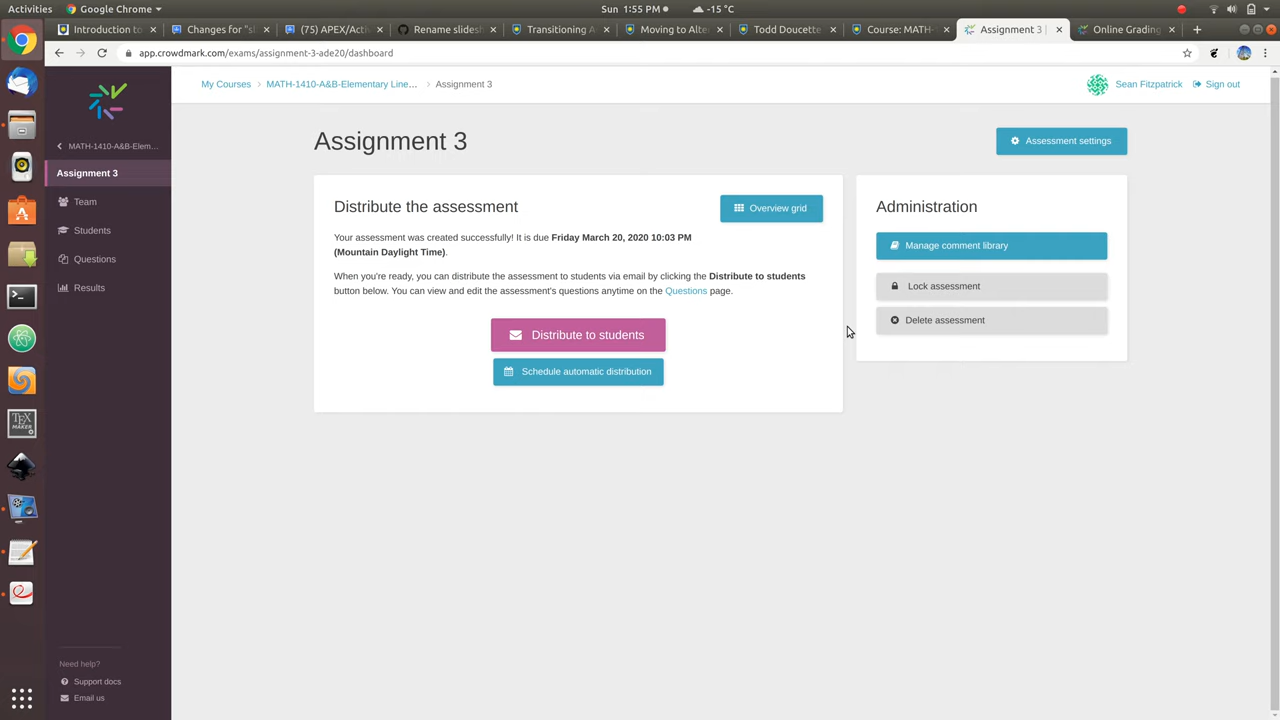 Activities
Google Chrome
Sun 1:55 PM
-15 °C
Introduction to
Changes for "sl
(75) APEX/Acti
Rename slidesh
Transitioning A
Moving to Alte
Todd Doucette
Course: MATH-
Assignment 3 |
Online Grading
app.crowdmark.com/exams/assignment-3-ade20/dashboard
My Courses
MATH-1410-A&B-Elementary Line...
Assignment 3
Sean Fitzpatrick
Sign out
MATH-1410-A&B-Elem...
Assignment 3
Team
Students
Questions
Results
Assignment 3
Assessment settings
Distribute the assessment
Overview grid
Your assessment was created successfully! It is due Friday March 20, 2020 10:03 PM
(Mountain Daylight Time).
When you're ready, you can distribute the assessment to students via email by clicking the Distribute to students
button below. You can view and edit the assessment's questions anytime on the Questions page.
Distribute to students
Schedule automatic distribution
Administration
Manage comment library
Lock assessment
Delete assessment
Need help?
Support docs
Email us
TEX
MAKER